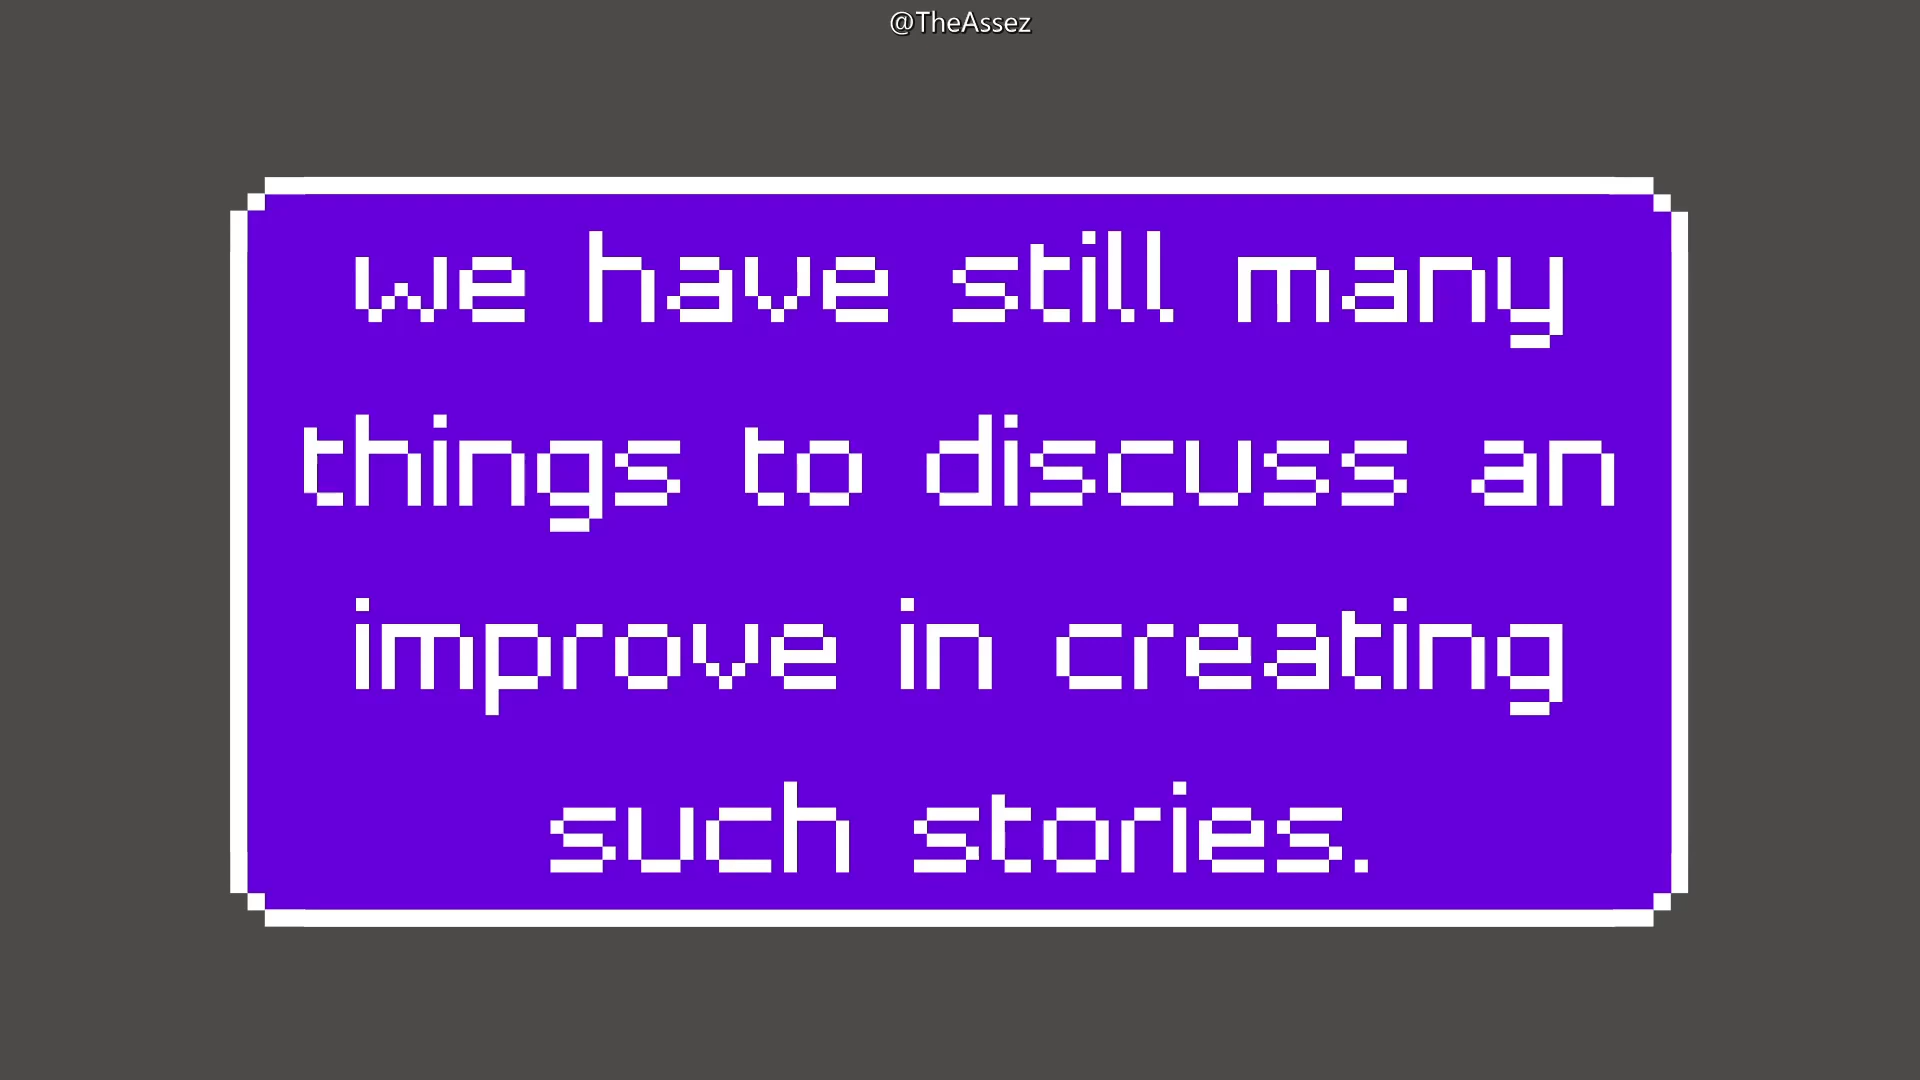 @TheAssez
we have still many
things to discuss an
improve in creating
such stories.